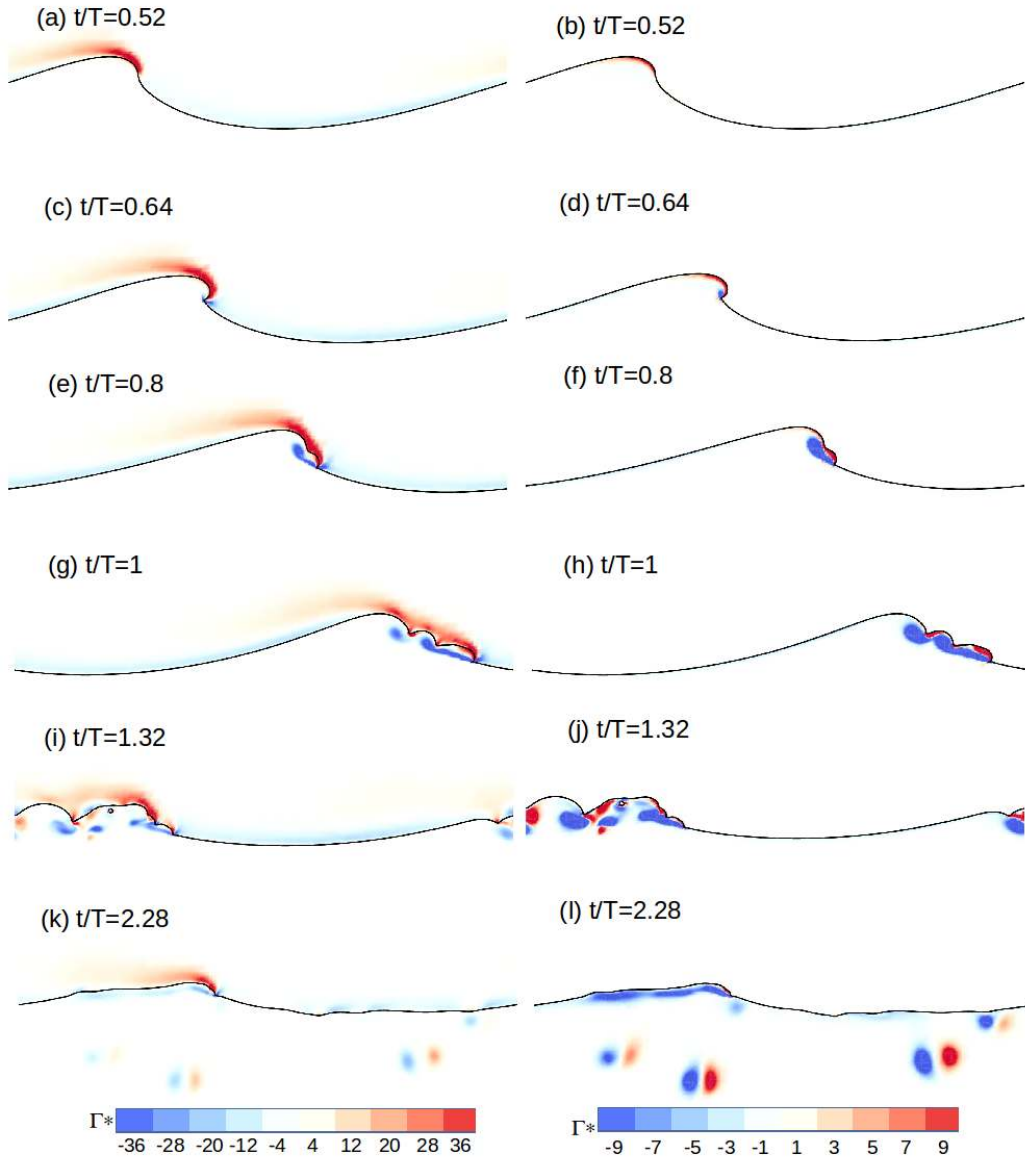 (a) t/T=0.52
(b) t/T=0.52
(c) t/T=0.64
(d) t/T=0.64
(e) t/T=0.8
(f) t/T=0.8
(g) t/T=1
(h) t/T=1
(i) t/T=1.32
(j) t/T=1.32
(k) t/T=2.28
(l) t/T=2.28
Γ*
-36 -28 -20 -12 -4 4 12 20 28 36
Γ*
-9 -7 -5 -3 -1 1 3 5 7 9